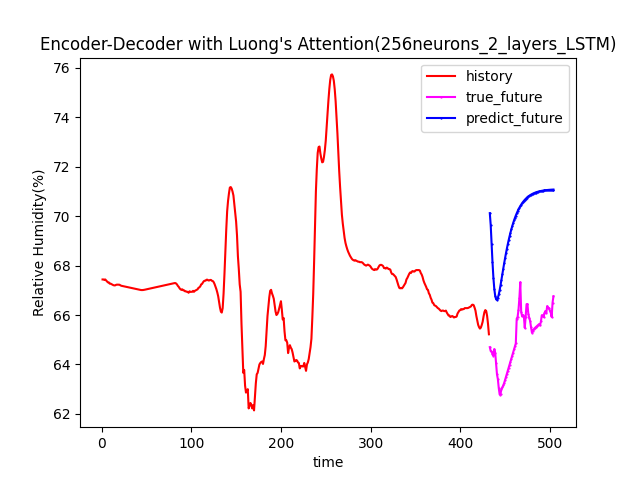 Encoder-Decoder with Luong's Attention(256neurons_2_layers_LSTM)
history
true_future
predict_future
76
74
72
70
68
66
64
62
Relative Humidity(%)
0
100
200
300
400
500
time